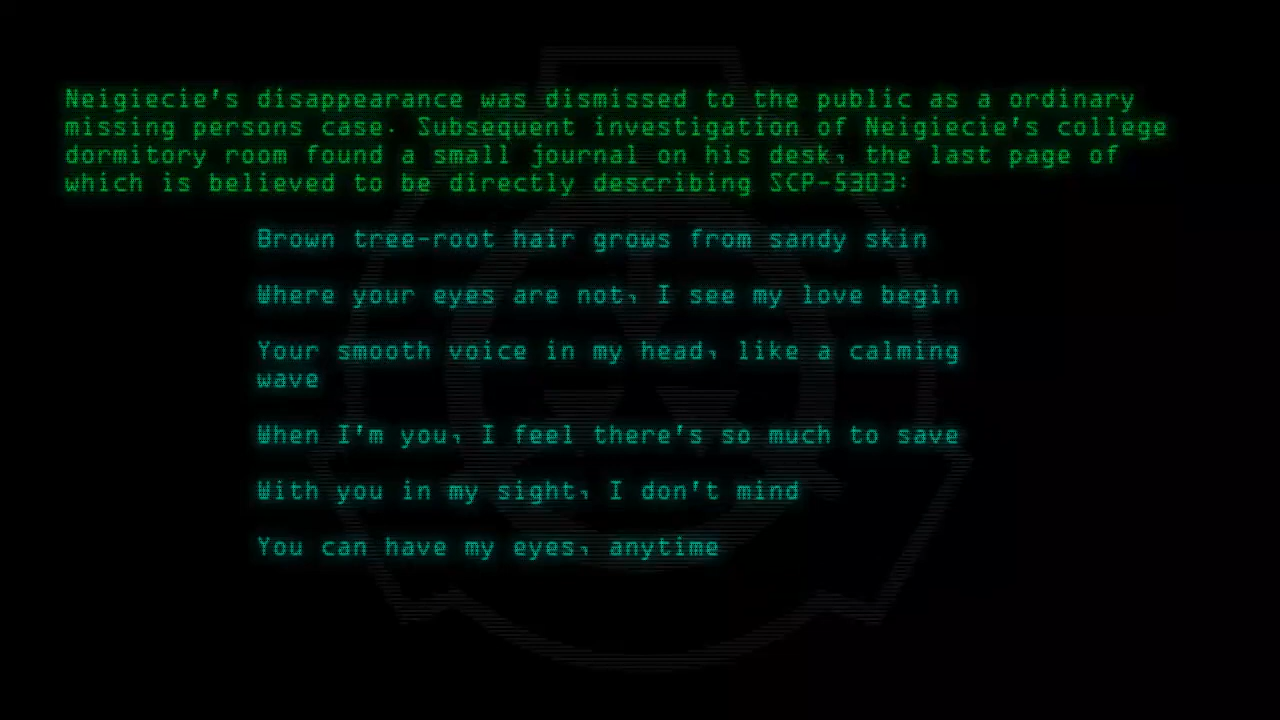 Neigiecie's disappearance was dismissed to the public as a ordinary
missing persons case. Subsequent investigation of Neigiecie's college
dormitory room found a small journal on his desk, the last page of
which is believed to be directly describing SCP-5303:
Brown tree-root hair grows from sandy skin
Where your eyes are not, I see my love begin
Your smooth voice in my head, like a calming
wave
When I'm you, I feel there's so much to save
With you in my sight, I don't mind
You can have my eyes, anytime